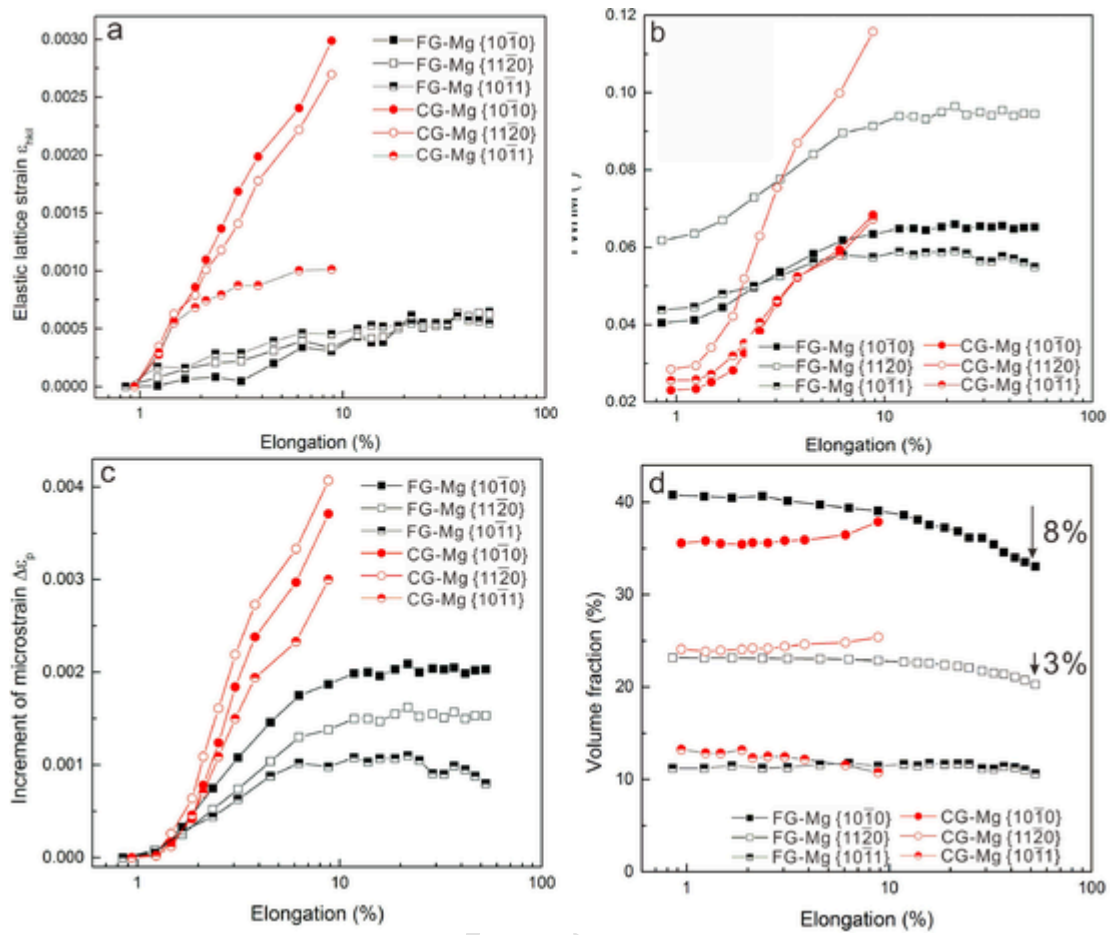 a
0.0030
0.0025
0.0020
0.0015
0.0010
0.0005
0.0000
Elastic lattice strain ε_hkil
FG-Mg {101̄0}
FG-Mg {112̄0}
FG-Mg {101̄1}
CG-Mg {101̄0}
CG-Mg {112̄0}
CG-Mg {101̄1}
1 10 100
Elongation (%)
b
0.12
0.10
0.08
0.06
0.04
0.02
FG-Mg {101̄0} CG-Mg {101̄0}
FG-Mg {112̄0} CG-Mg {112̄0}
FG-Mg {101̄1} CG-Mg {101̄1}
1 10 100
Elongation (%)
c
0.004
0.003
0.002
0.001
0.000
Increment of microstrain Δε_p
FG-Mg {101̄0}
FG-Mg {112̄0}
FG-Mg {101̄1}
CG-Mg {101̄0}
CG-Mg {112̄0}
CG-Mg {101̄1}
1 10 100
Elongation (%)
d
40
30
20
10
0
Volume fraction (%)
8%
3%
FG-Mg {101̄0} CG-Mg {101̄0}
FG-Mg {112̄0} CG-Mg {112̄0}
FG-Mg {101̄1} CG-Mg {101̄1}
1 10 100
Elongation (%)